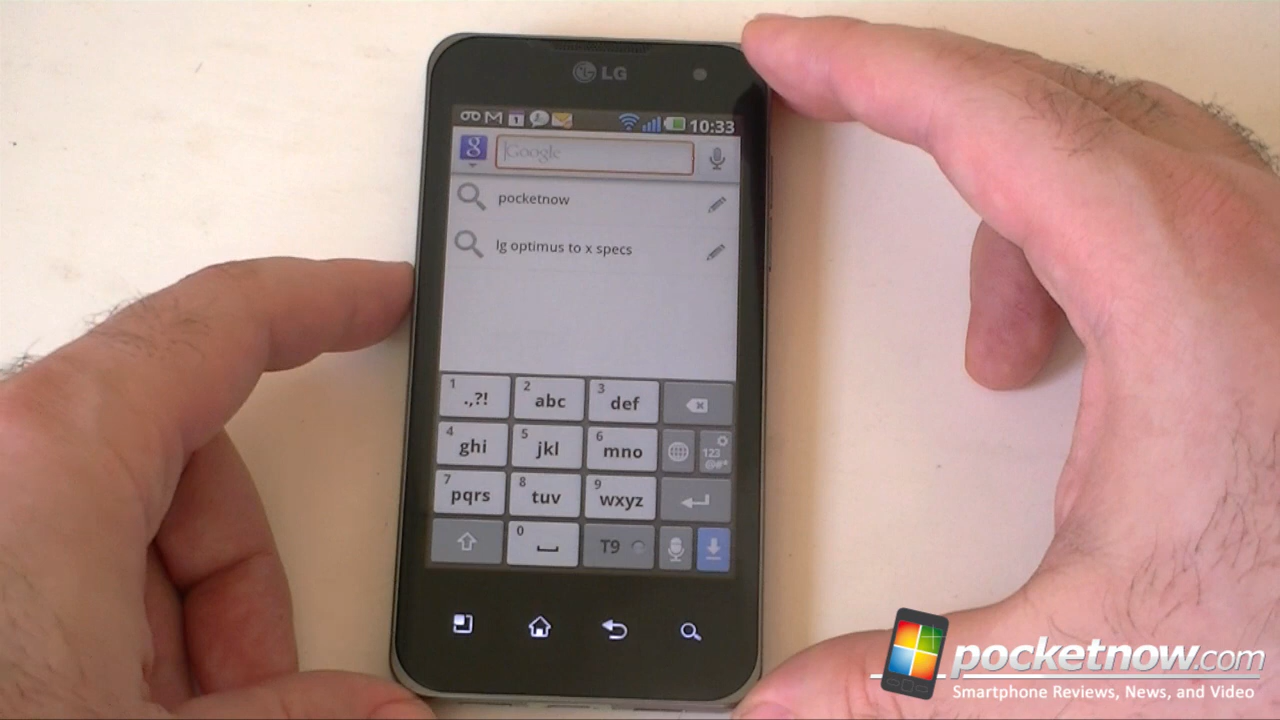 LG
1
10:33
g
Google
pocketnow
lg optimus to x specs
1 .,?!
2 abc
3 def
4 ghi
5 jkl
6 mno
123
@#*
7 pqrs
8 tuv
9 wxyz
0
T9
pocketnow.com
Smartphone Reviews, News, and Video